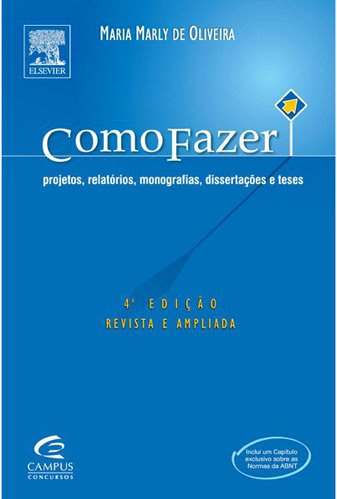 MARIA MARLY DE OLIVEIRA
ELSEVIER
COMOFAZER
projetos, relatórios, monografias, dissertações e teses
4ª EDIÇÃO
REVISTA E AMPLIADA
Inclui um Capítulo
exclusivo sobre as
Normas da ABNT
CAMPUS
CONCURSOS